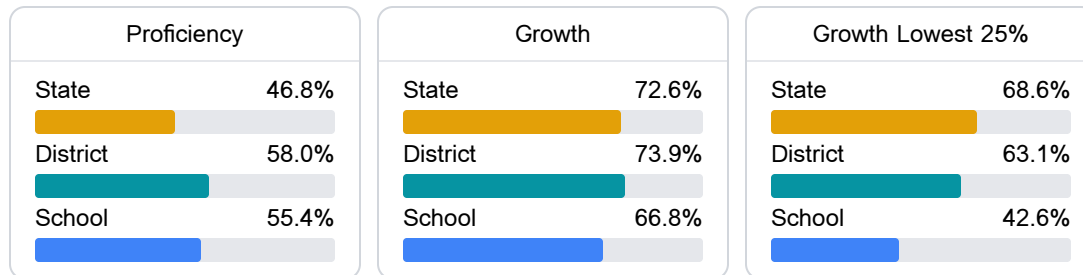 Proficiency
State 46.8%
District 58.0%
School 55.4%
Growth
State 72.6%
District 73.9%
School 66.8%
Growth Lowest 25%
State 68.6%
District 63.1%
School 42.6%